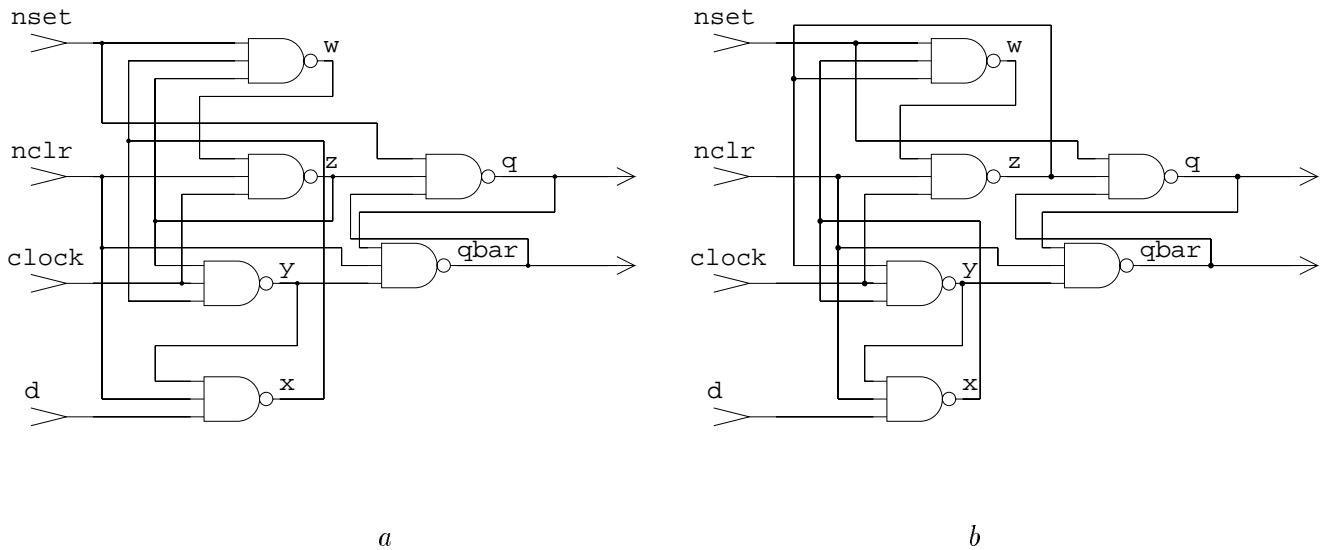 nset
w
nclr
z
q
clock
y
qbar
d
x
a
nset
w
nclr
z
q
clock
y
qbar
d
x
b